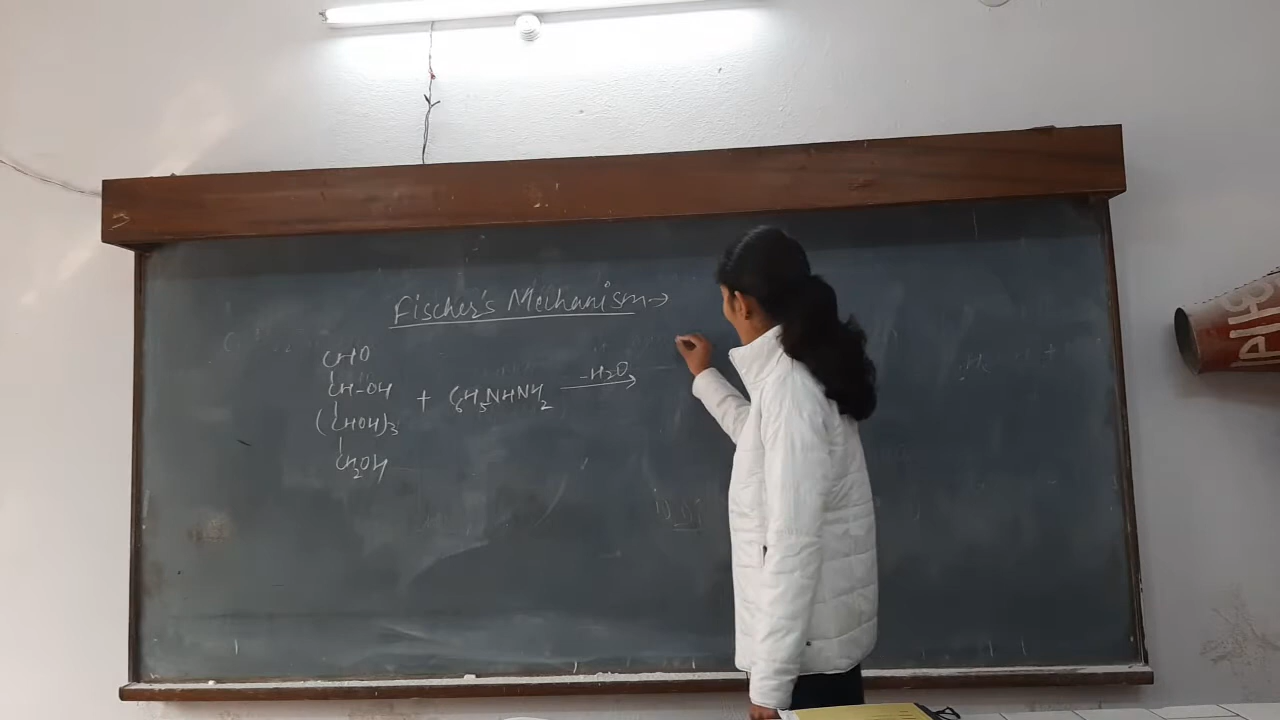 Fischer's Mechanism→
CHO
CH-OH
(CHOH)3
CH2OH
+ C6H5NHNH2 -H2O→